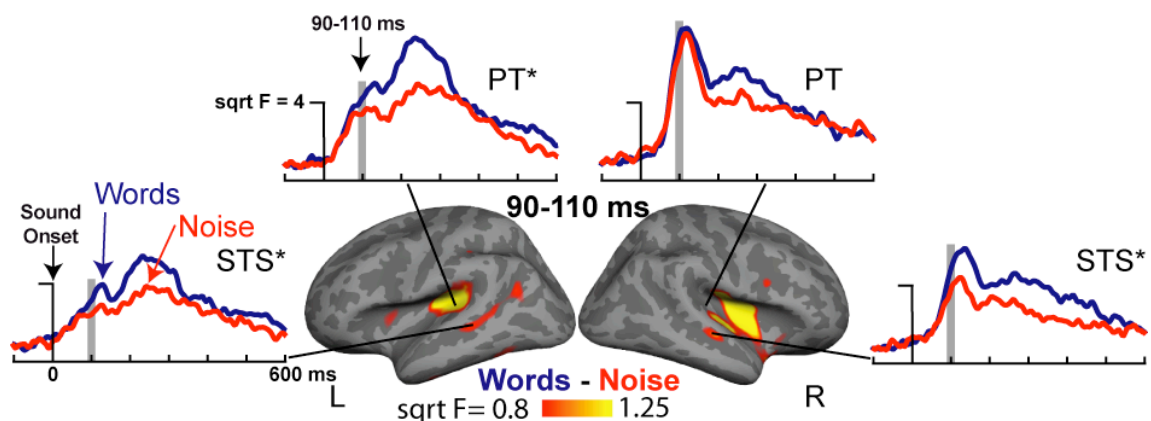 90-110 ms
PT*
PT
sqrt F = 4
90-110 ms
Words
Sound
Onset
Noise
STS*
STS*
0
600 ms
L
Words - Noise
R
sqrt F= 0.8
1.25